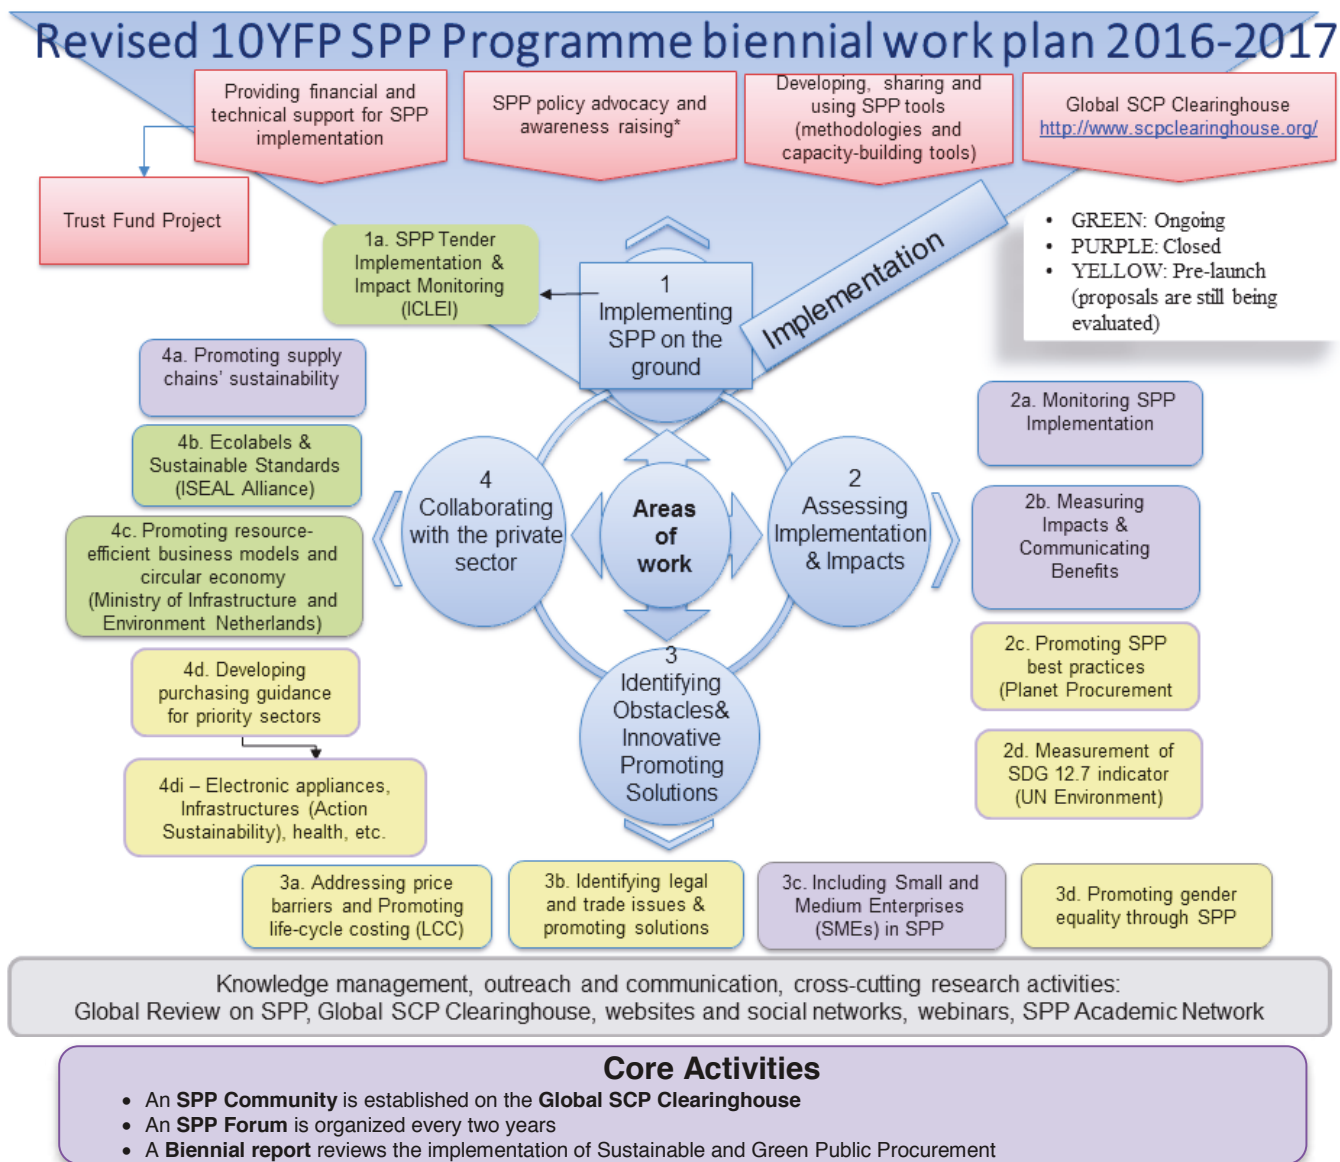 Revised 10YFP SPP Programme biennial work plan 2016-2017
Providing financial and
technical support for SPP
implementation
SPP policy advocacy and
awareness raising*
Developing, sharing and
using SPP tools
(methodologies and
capacity-building tools)
Global SCP Clearinghouse
http://www.scpclearinghouse.org/
Trust Fund Project
• GREEN: Ongoing
• PURPLE: Closed
• YELLOW: Pre-launch
(proposals are still being
evaluated)
Implementation
1a. SPP Tender
Implementation &
Impact Monitoring
(ICLEI)
1
Implementing
SPP on the
ground
4a. Promoting supply
chains' sustainability
4b. Ecolabels &
Sustainable Standards
(ISEAL Alliance)
4c. Promoting resource-
efficient business models and
circular economy
(Ministry of Infrastructure and
Environment Netherlands)
4d. Developing
purchasing guidance
for priority sectors
4di – Electronic appliances,
Infrastructures (Action
Sustainability), health, etc.
4
Collaborating
with the private
sector
Areas
of
work
2
Assessing
Implementation
& Impacts
3
Identifying
Obstacles&
Innovative
Promoting
Solutions
2a. Monitoring SPP
Implementation
2b. Measuring
Impacts &
Communicating
Benefits
2c. Promoting SPP
best practices
(Planet Procurement
2d. Measurement of
SDG 12.7 indicator
(UN Environment)
3a. Addressing price
barriers and Promoting
life-cycle costing (LCC)
3b. Identifying legal
and trade issues &
promoting solutions
3c. Including Small and
Medium Enterprises
(SMEs) in SPP
3d. Promoting gender
equality through SPP
Knowledge management, outreach and communication, cross-cutting research activities:
Global Review on SPP, Global SCP Clearinghouse, websites and social networks, webinars, SPP Academic Network
Core Activities
• An SPP Community is established on the Global SCP Clearinghouse
• An SPP Forum is organized every two years
• A Biennial report reviews the implementation of Sustainable and Green Public Procurement